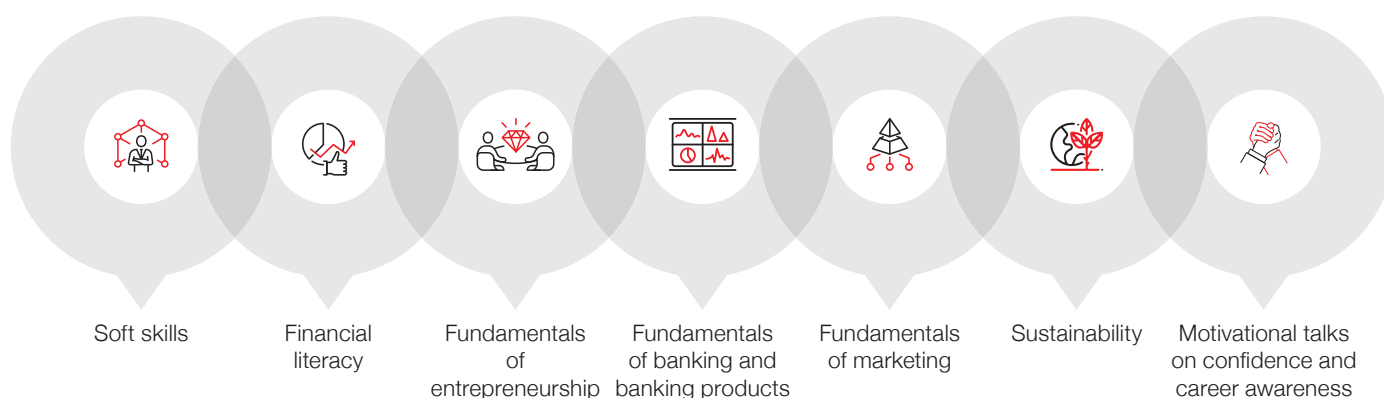 Soft skills
Financial
literacy
Fundamentals
of
entrepreneurship
Fundamentals
of banking and
banking products
Fundamentals
of marketing
Sustainability
Motivational talks
on confidence and
career awareness